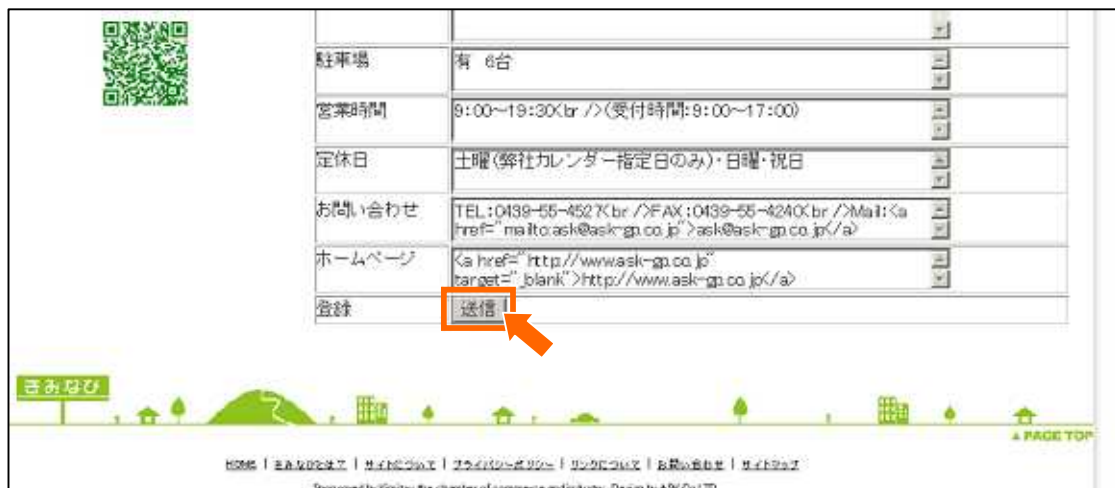 駐車場
有 6台
営業時間
9:00～19:30<br />(受付時間:9:00～17:00)
定休日
土曜(弊社カレンダー指定日のみ)・日曜・祝日
お問い合わせ
TEL:0439-55-4527<br />FAX:0439-55-4240<br />Mail:<a
href="mailto:ask@ask-gp.co.jp">ask@ask-gp.co.jp</a>
ホームページ
<a href="http://www.ask-gp.co.jp"
target="_blank">http://www.ask-gp.co.jp</a>
登録
送信
きみなび
▲ PAGE TOP
HOME | きみなびとは? | サイトについて | プライバシーポリシー | リンクについて | お問い合わせ | サイトマップ